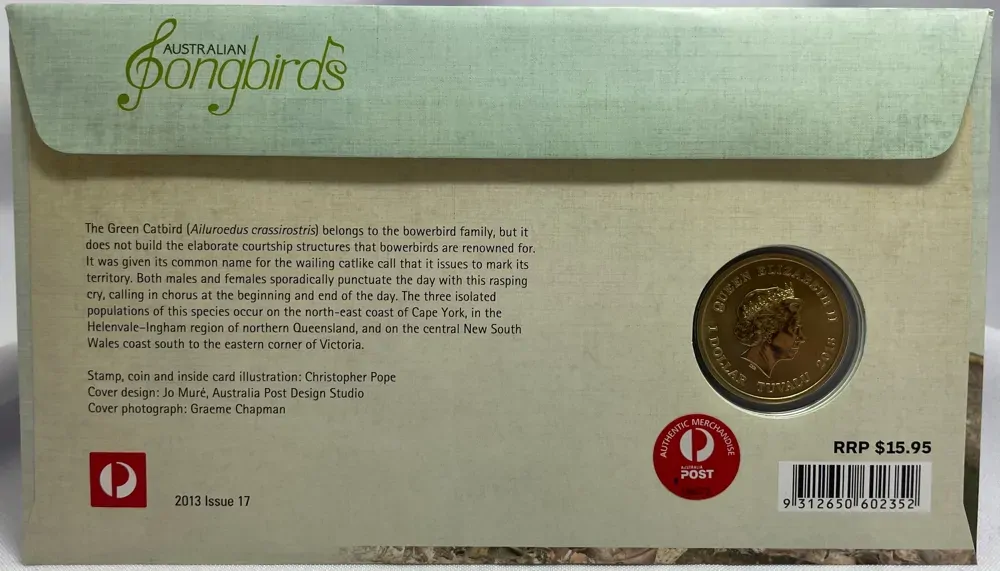 AUSTRALIAN
Songbirds
The Green Catbird (Ailuroedus crassirostris) belongs to the bowerbird family, but it
does not build the elaborate courtship structures that bowerbirds are renowned for.
It was given its common name for the wailing catlike call that it issues to mark its
territory. Both males and females sporadically punctuate the day with this rasping
cry, calling in chorus at the beginning and end of the day. The three isolated
populations of this species occur on the north-east coast of Cape York, in the
Helenvale-Ingham region of northern Queensland, and on the central New South
Wales coast south to the eastern corner of Victoria.
QUEEN ELIZABETH II
1 DOLLAR TUVALU 2013
Stamp, coin and inside card illustration: Christopher Pope
Cover design: Jo Muré, Australia Post Design Studio
Cover photograph: Graeme Chapman
AUTHENTIC MERCHANDISE
AUSTRALIA
POST
RRP $15.95
2013 Issue 17
9 312650 602352